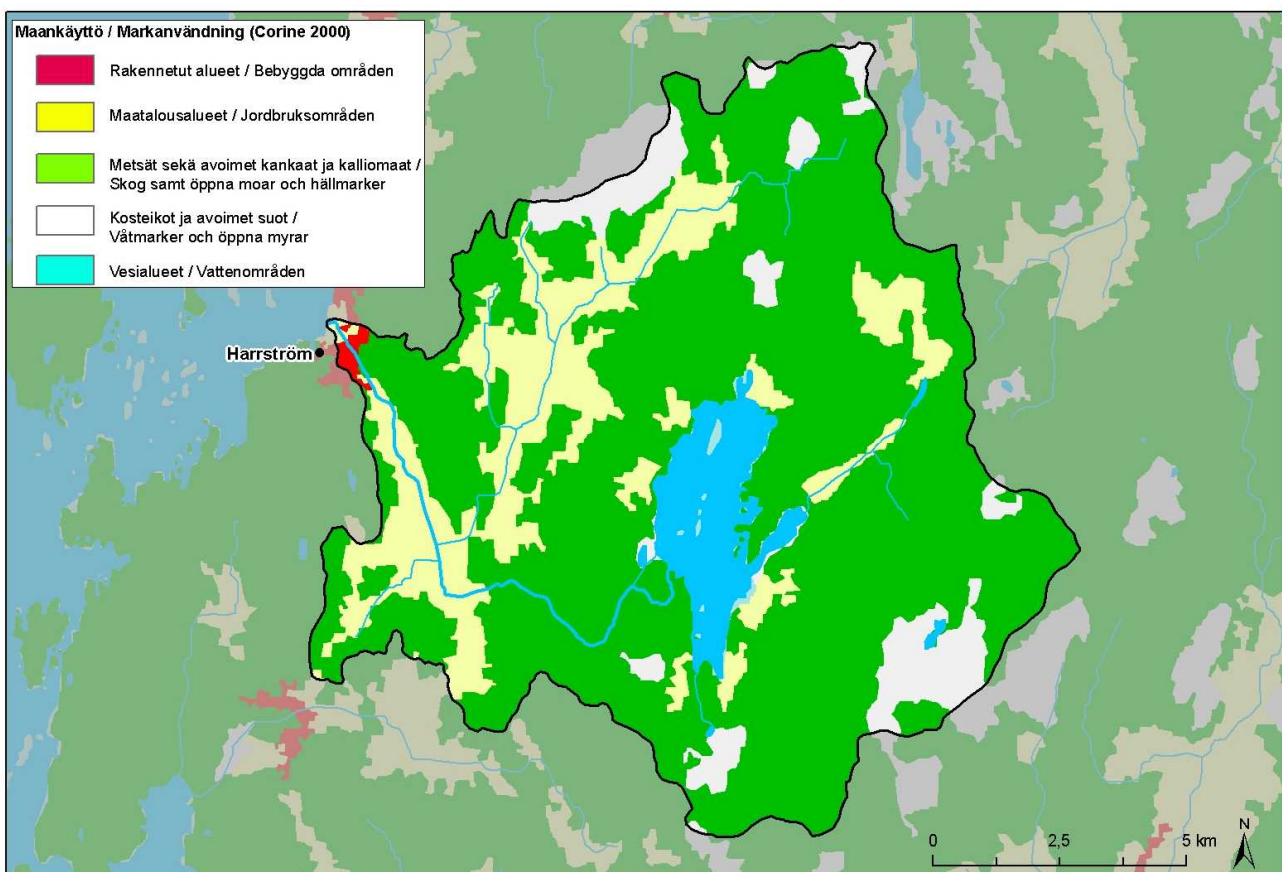 Maankäyttö / Markanvändning (Corine 2000)
Rakennetut alueet / Bebyggda områden
Maatalousalueet / Jordbruksområden
Metsät sekä avoimet kankaat ja kalliomaat /
Skog samt öppna moar och hällmarker
Kosteikot ja avoimet suot /
Våtmarker och öppna myrar
Vesialueet / Vattenområden
Harrström
0 2,5 5 km
N